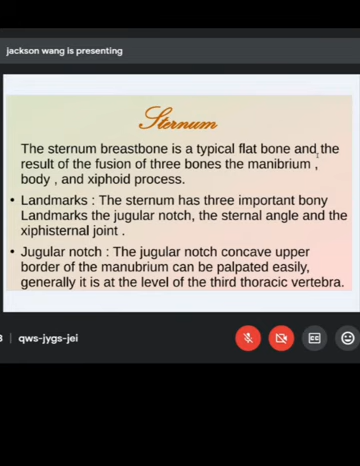 jackson wang is presenting
Sternum
The sternum breastbone is a typical flat bone and the
result of the fusion of three bones the manibrium ,
body , and xiphoid process.
• Landmarks : The sternum has three important bony
Landmarks the jugular notch, the sternal angle and the
xiphisternal joint .
• Jugular notch : The jugular notch concave upper
border of the manubrium can be palpated easily,
generally it is at the level of the third thoracic vertebra.
qws-jygs-jei